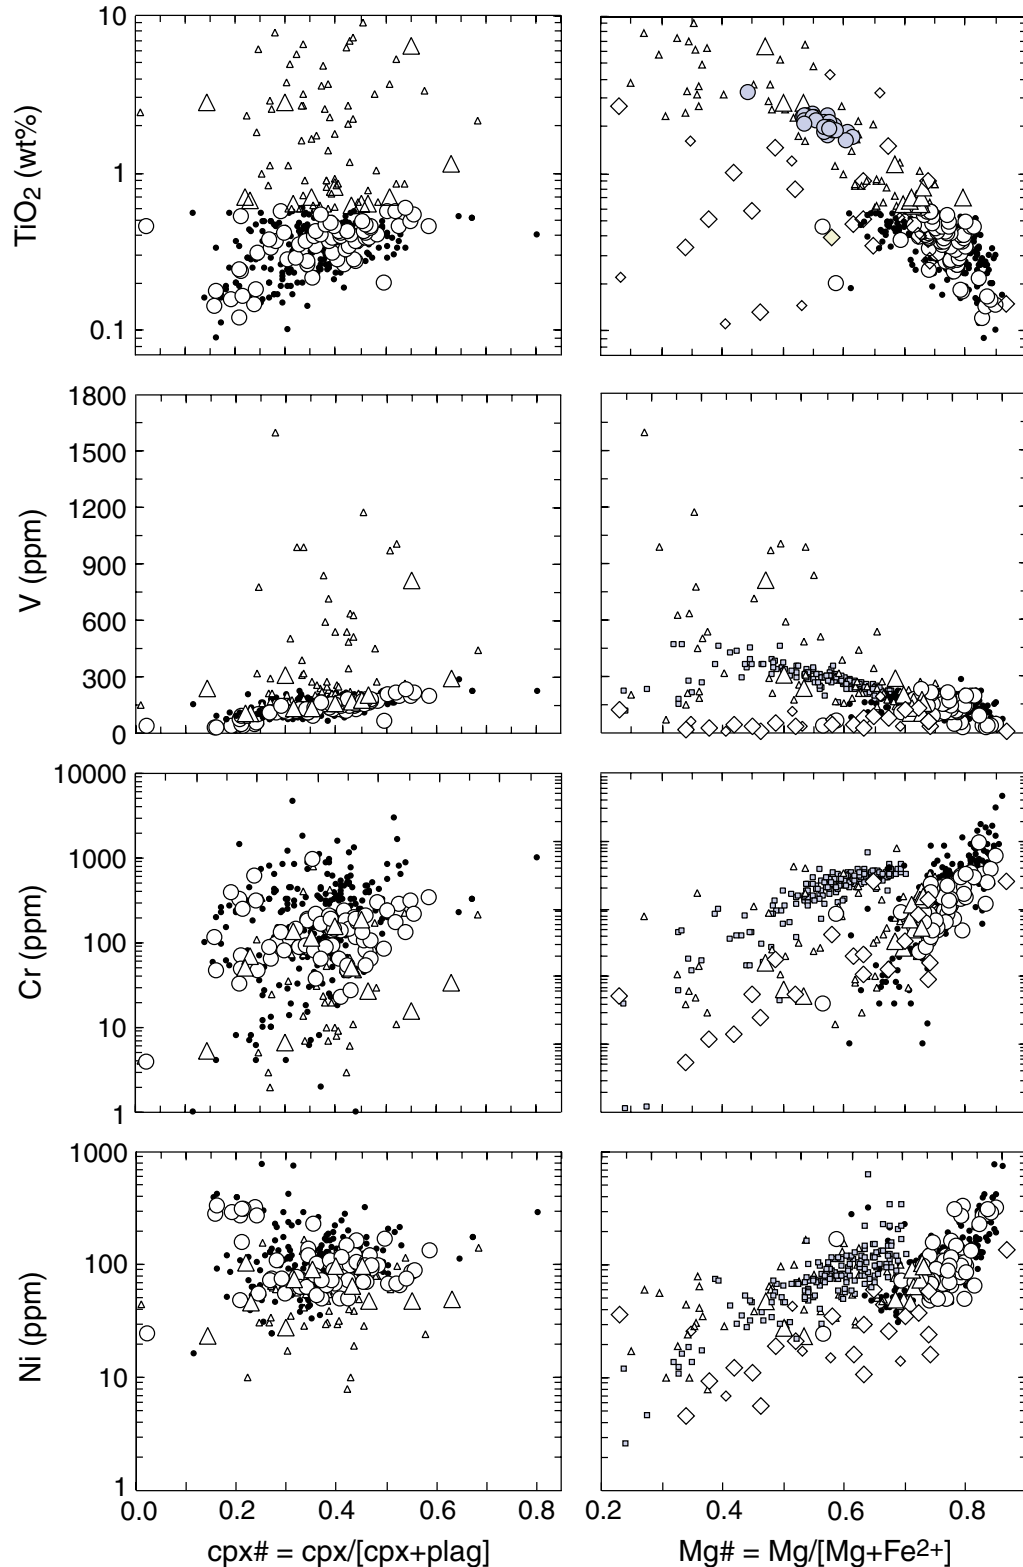 10
1
0.1
TiO2 (wt%)
1800
1500
1200
900
600
300
0
V (ppm)
10000
1000
100
10
1
Cr (ppm)
1000
100
10
1
Ni (ppm)
0.0 0.2 0.4 0.6 0.8
0.2 0.4 0.6 0.8
cpx# = cpx/[cpx+plag]
Mg# = Mg/[Mg+Fe2+]